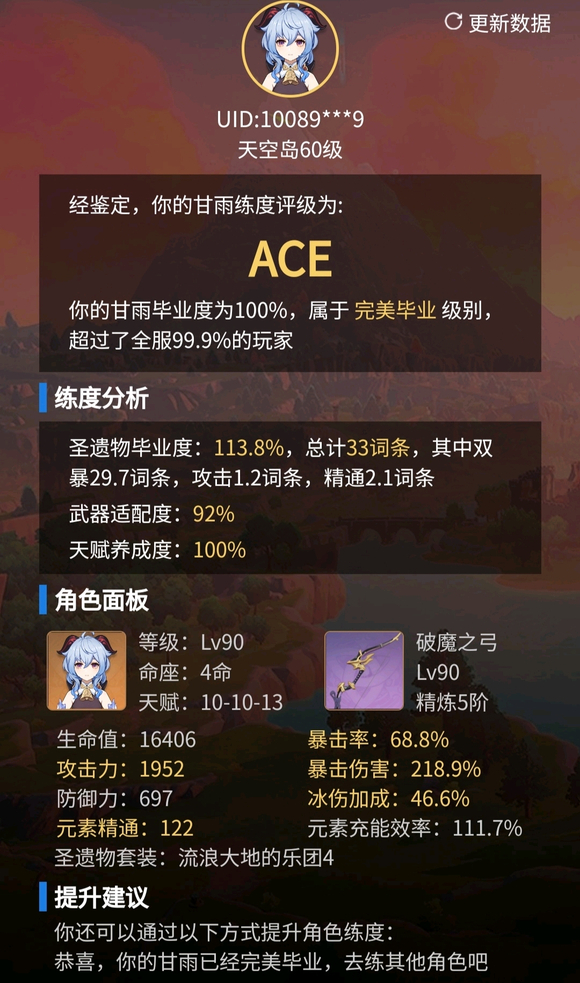 更新数据
UID:10089***9
天空岛60级
经鉴定，你的甘雨练度评级为:
ACE
你的甘雨毕业度为100%，属于 完美毕业 级别，
超过了全服99.9%的玩家
练度分析
圣遗物毕业度：113.8%，总计33词条，其中双
暴29.7词条，攻击1.2词条，精通2.1词条
武器适配度：92%
天赋养成度：100%
角色面板
等级：Lv90
命座：4命
天赋：10-10-13
破魔之弓
Lv90
精炼5阶
生命值：16406
暴击率：68.8%
攻击力：1952
暴击伤害：218.9%
防御力：697
冰伤加成：46.6%
元素精通：122
元素充能效率：111.7%
圣遗物套装：流浪大地的乐团4
提升建议
你还可以通过以下方式提升角色练度：
恭喜，你的甘雨已经完美毕业，去练其他角色吧